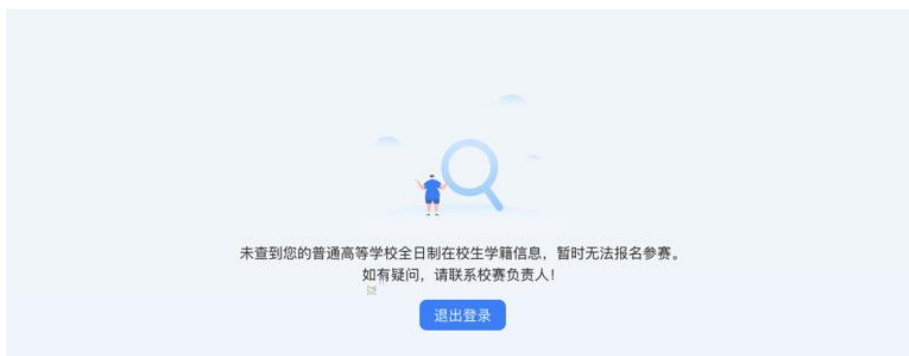 未查到您的普通高等学校全日制在校生学籍信息，暂时无法报名参赛。
如有疑问，请联系校赛负责人！
退出登录